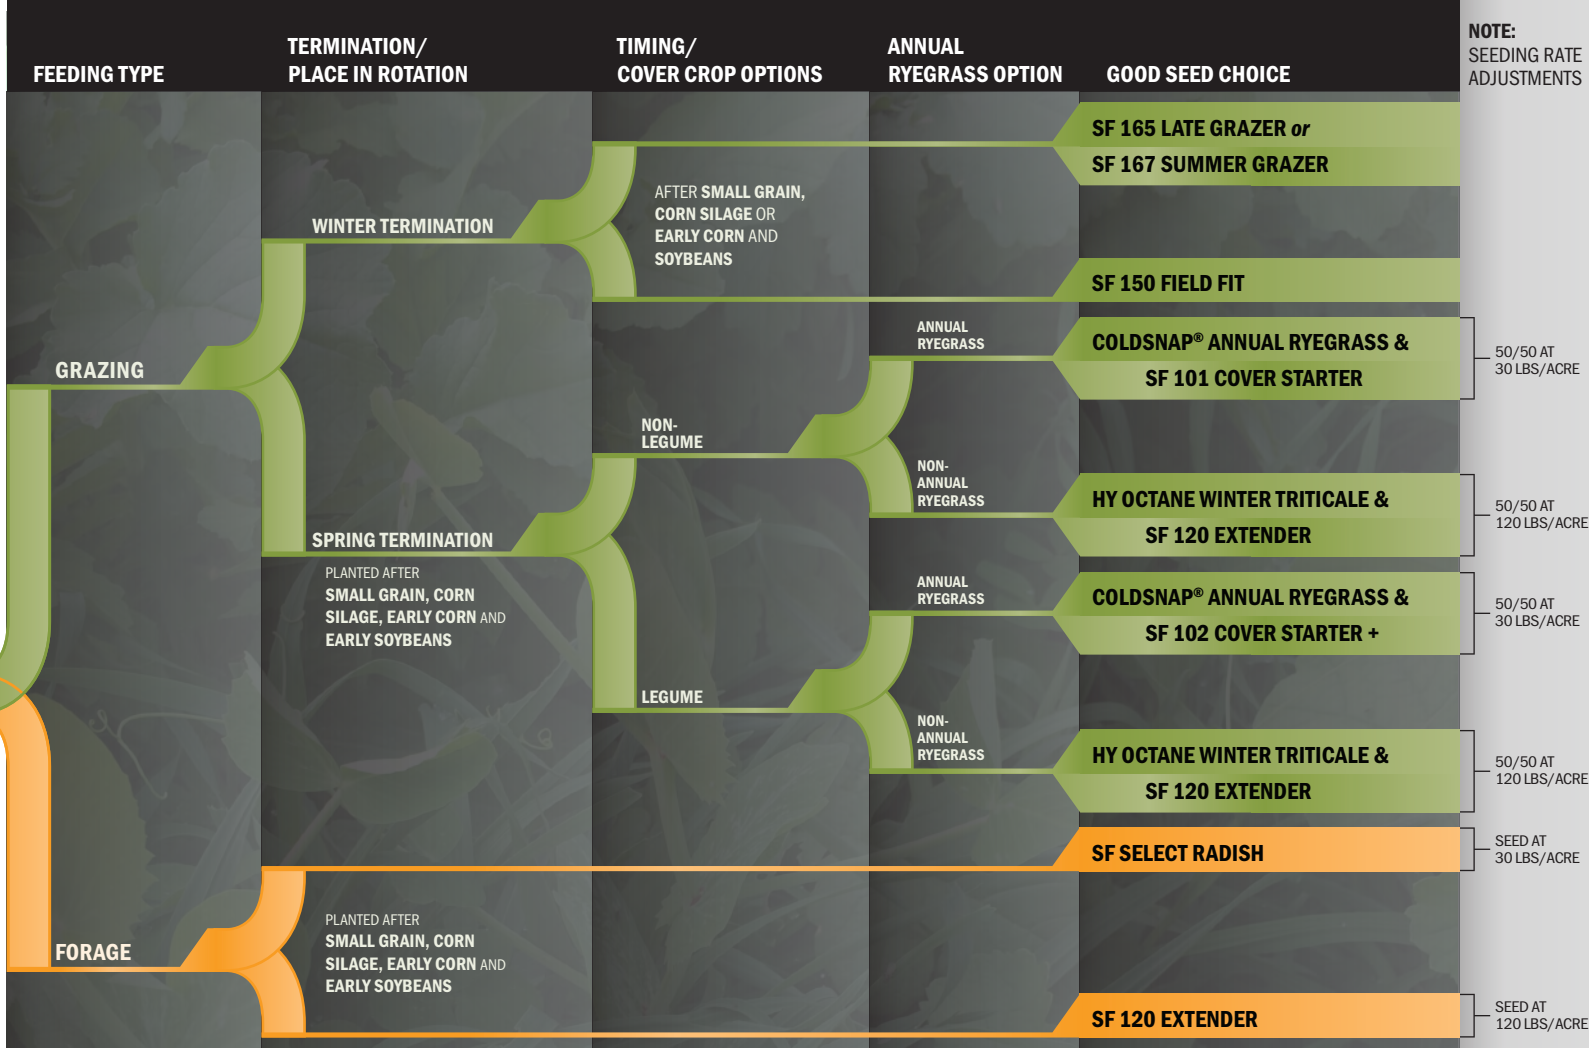 FEEDING TYPE
TERMINATION/
PLACE IN ROTATION
TIMING/
COVER CROP OPTIONS
ANNUAL
RYEGRASS OPTION
GOOD SEED CHOICE
NOTE:
SEEDING RATE
ADJUSTMENTS
GRAZING
WINTER TERMINATION
AFTER SMALL GRAIN,
CORN SILAGE OR
EARLY CORN AND
SOYBEANS
SF 165 LATE GRAZER or
SF 167 SUMMER GRAZER
SF 150 FIELD FIT
SPRING TERMINATION
PLANTED AFTER
SMALL GRAIN, CORN
SILAGE, EARLY CORN AND
EARLY SOYBEANS
NON-
LEGUME
ANNUAL
RYEGRASS
COLDSNAP® ANNUAL RYEGRASS &
SF 101 COVER STARTER
50/50 AT
30 LBS/ACRE
NON-
ANNUAL
RYEGRASS
HY OCTANE WINTER TRITICALE &
SF 120 EXTENDER
50/50 AT
120 LBS/ACRE
LEGUME
ANNUAL
RYEGRASS
COLDSNAP® ANNUAL RYEGRASS &
SF 102 COVER STARTER +
50/50 AT
30 LBS/ACRE
NON-
ANNUAL
RYEGRASS
HY OCTANE WINTER TRITICALE &
SF 120 EXTENDER
50/50 AT
120 LBS/ACRE
FORAGE
PLANTED AFTER
SMALL GRAIN, CORN
SILAGE, EARLY CORN AND
EARLY SOYBEANS
SF SELECT RADISH
SEED AT
30 LBS/ACRE
SF 120 EXTENDER
SEED AT
120 LBS/ACRE